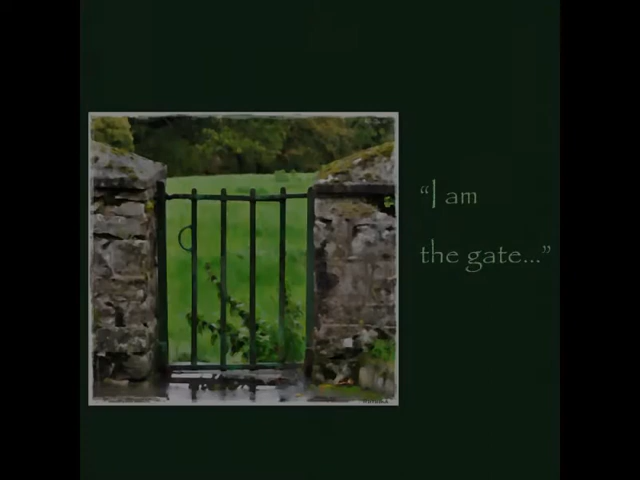 “I am
the gate...”